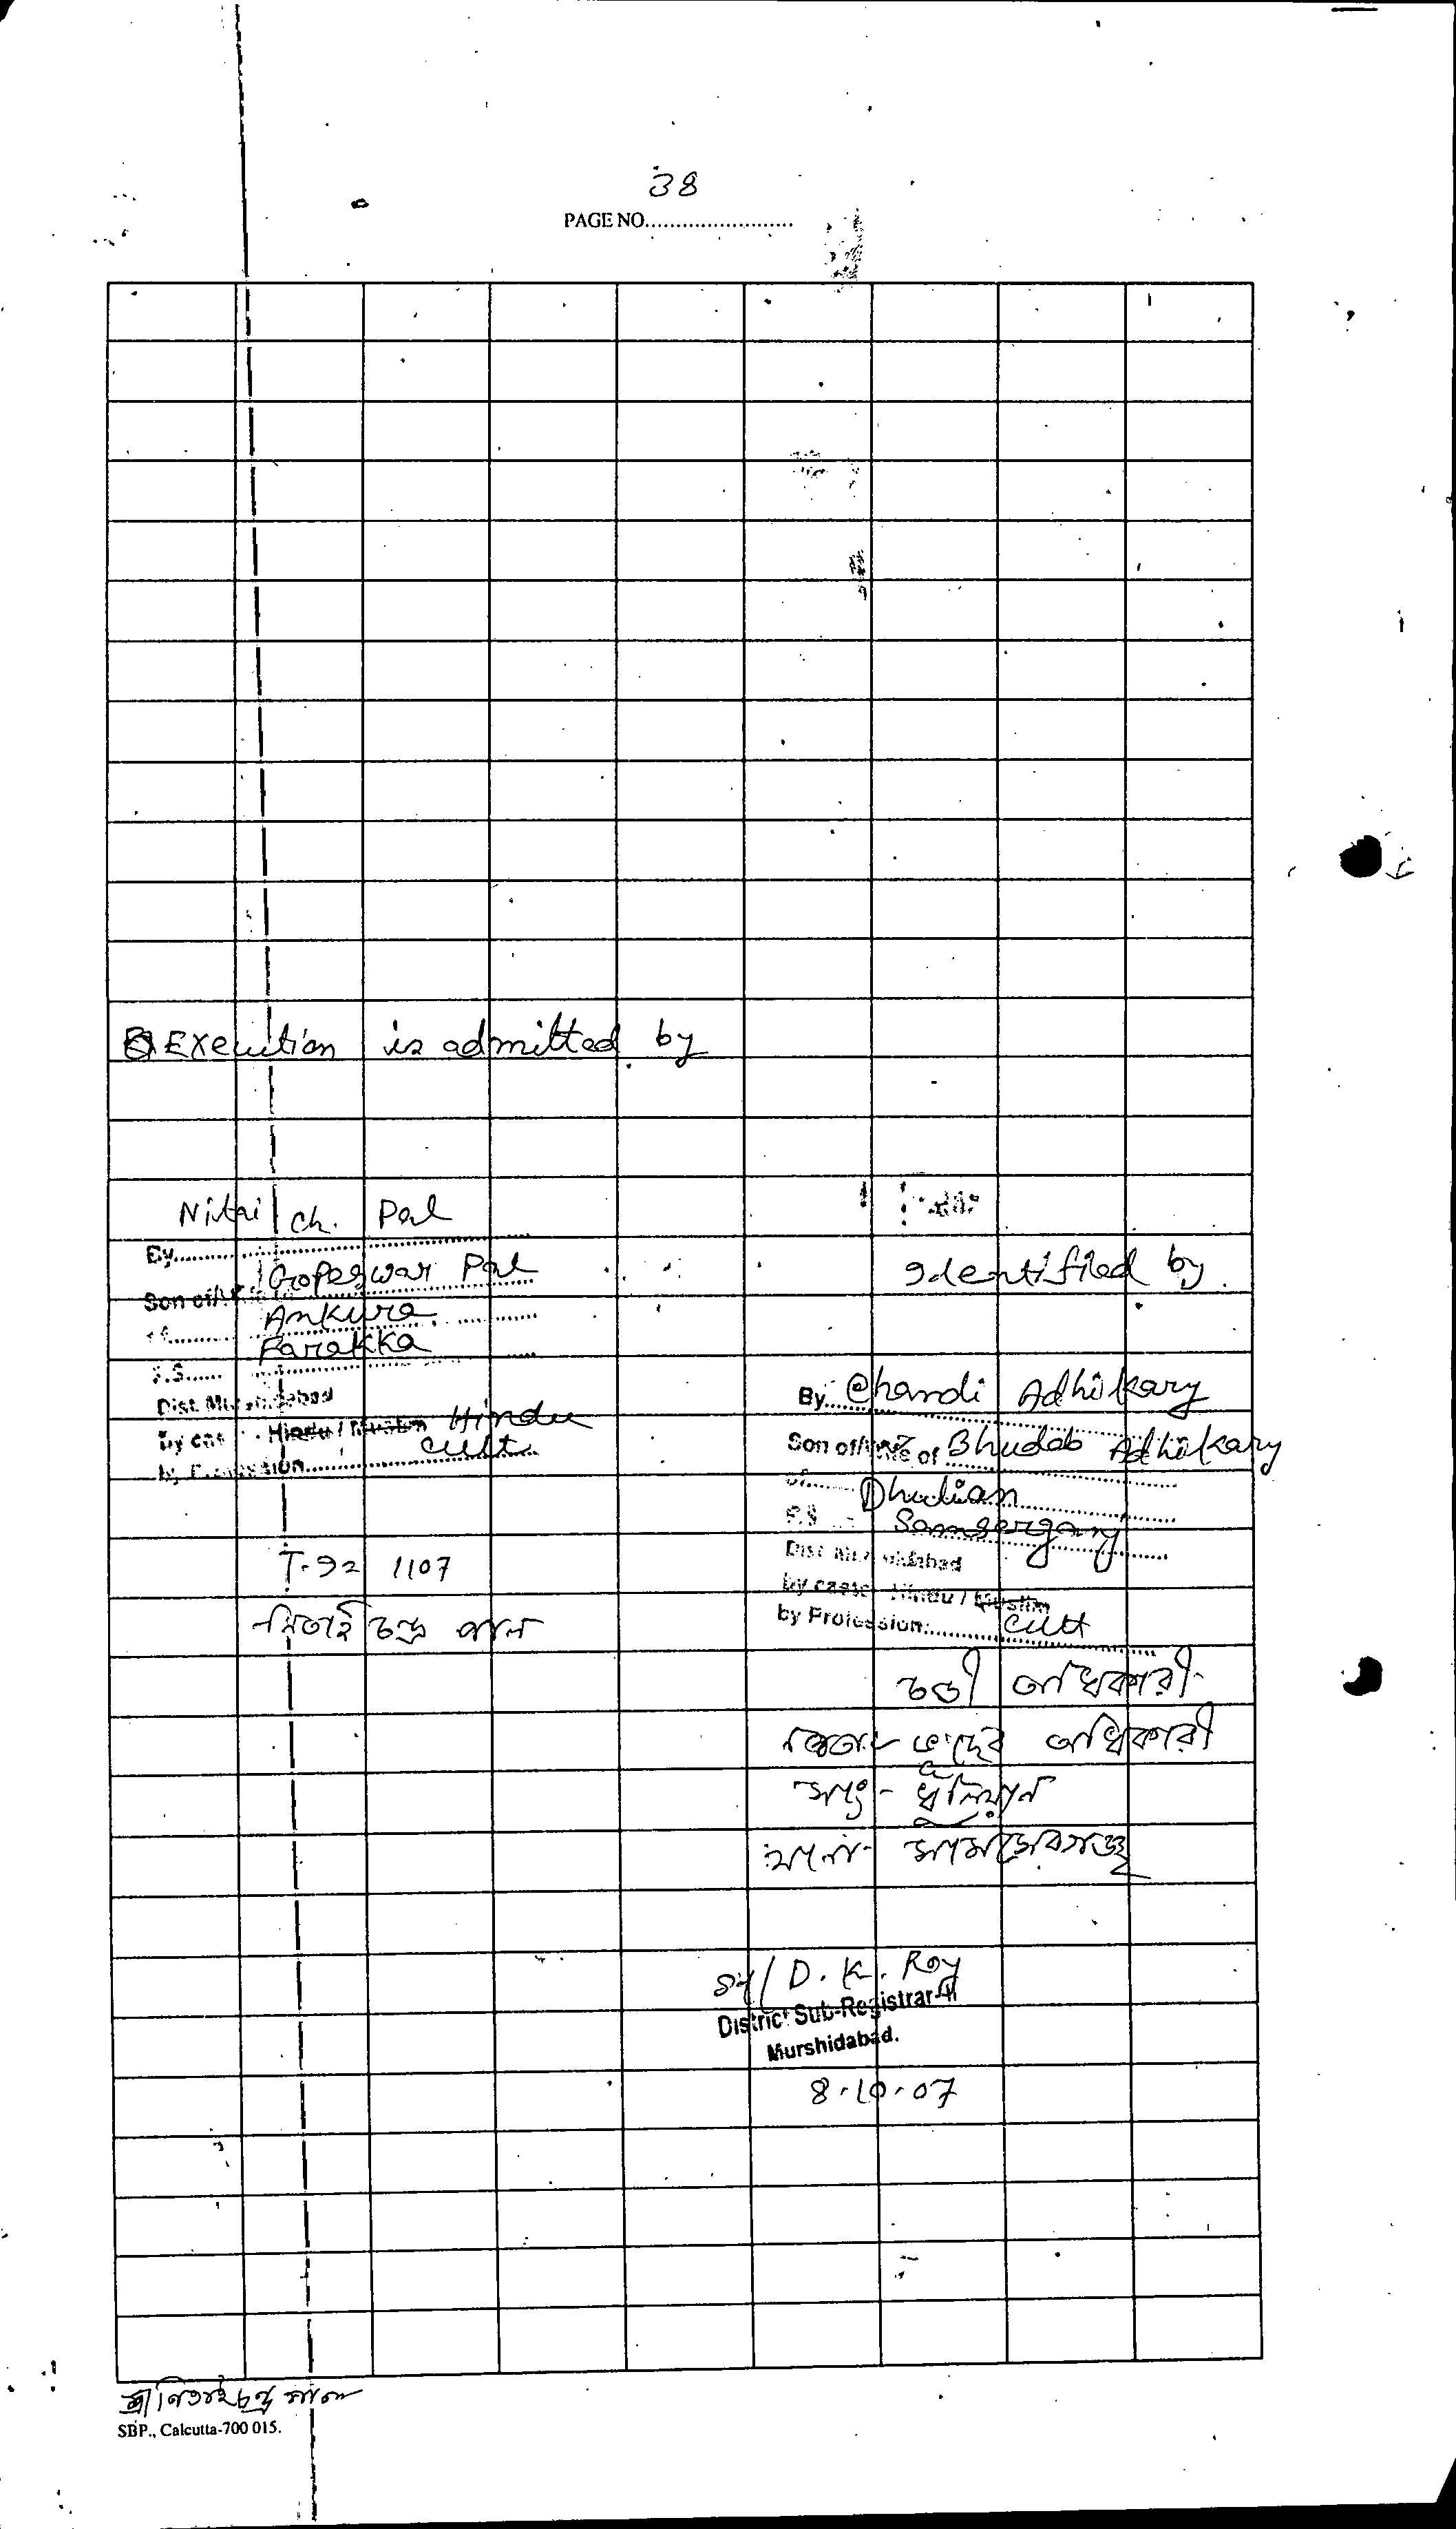 38
PAGE NO........................
Execution is admitted by
Nitai ch. Pal
By..........
Gopeswar Pal
Son of/
Ankura
of..........
Farakka
P.S......
Dist. Murshidabad
by caste Hindu / Muslim Hindu
by Profession.......... Cult
T-92 1107
নিতাই চন্দ্র পাল
Identified by
By Chandi Adhikary
Son of/Wife of Bhudab Adhikary
of...... Dhulian
P.S ... Samserganj
Dist Murshidabad
by caste Hindu / Muslim
by Profession: Cult
চন্ডী অধিকারী
পিতা- ভূদেব অধিকারী
সাং- ধুলিয়ান
থানা- সামসেরগঞ্জ
Sd/ D. K. Roy
District Sub-Registrar-II
Murshidabad.
8.10.07
শ্রী নিতাই চন্দ্র পাল
SBP., Calcutta-700 015.